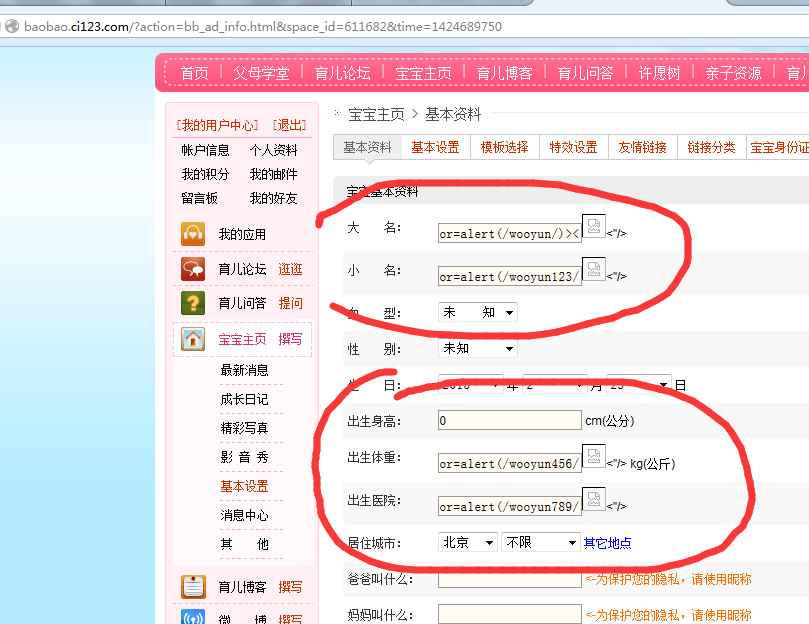 baobao.ci123.com/?action=bb_ad_info.html&space_id=611682&time=1424689750
首页 父母学堂 育儿论坛 宝宝主页 育儿博客 育儿问答 许愿树 亲子资源 育儿
[我的用户中心] [退出]
帐户信息 个人资料
我的积分 我的邮件
留言板 我的好友
我的应用
育儿论坛 逛逛
育儿问答 提问
宝宝主页 撰写
最新消息
成长日记
精彩写真
影 音 秀
基本设置
消息中心
其 他
育儿博客 撰写
微 博 撰写
宝宝主页 > 基本资料
基本资料 基本设置 模板选择 特效设置 友情链接 链接分类 宝宝身份证
宝宝基本资料
大 名: or=alert(/wooyun/)>< <"/>
小 名: or=alert(/wooyun123/ <"/>
型: 未 知
性 别: 未知
日: 年 月 日
出生身高: 0 cm(公分)
出生体重: or=alert(/wooyun456/ <"/> kg(公斤)
出生医院: or=alert(/wooyun789/ <"/>
居住城市: 北京 不限 其它地点
爸爸叫什么: <-为保护您的隐私，请使用昵称
妈妈叫什么: <-为保护您的隐私，请使用昵称